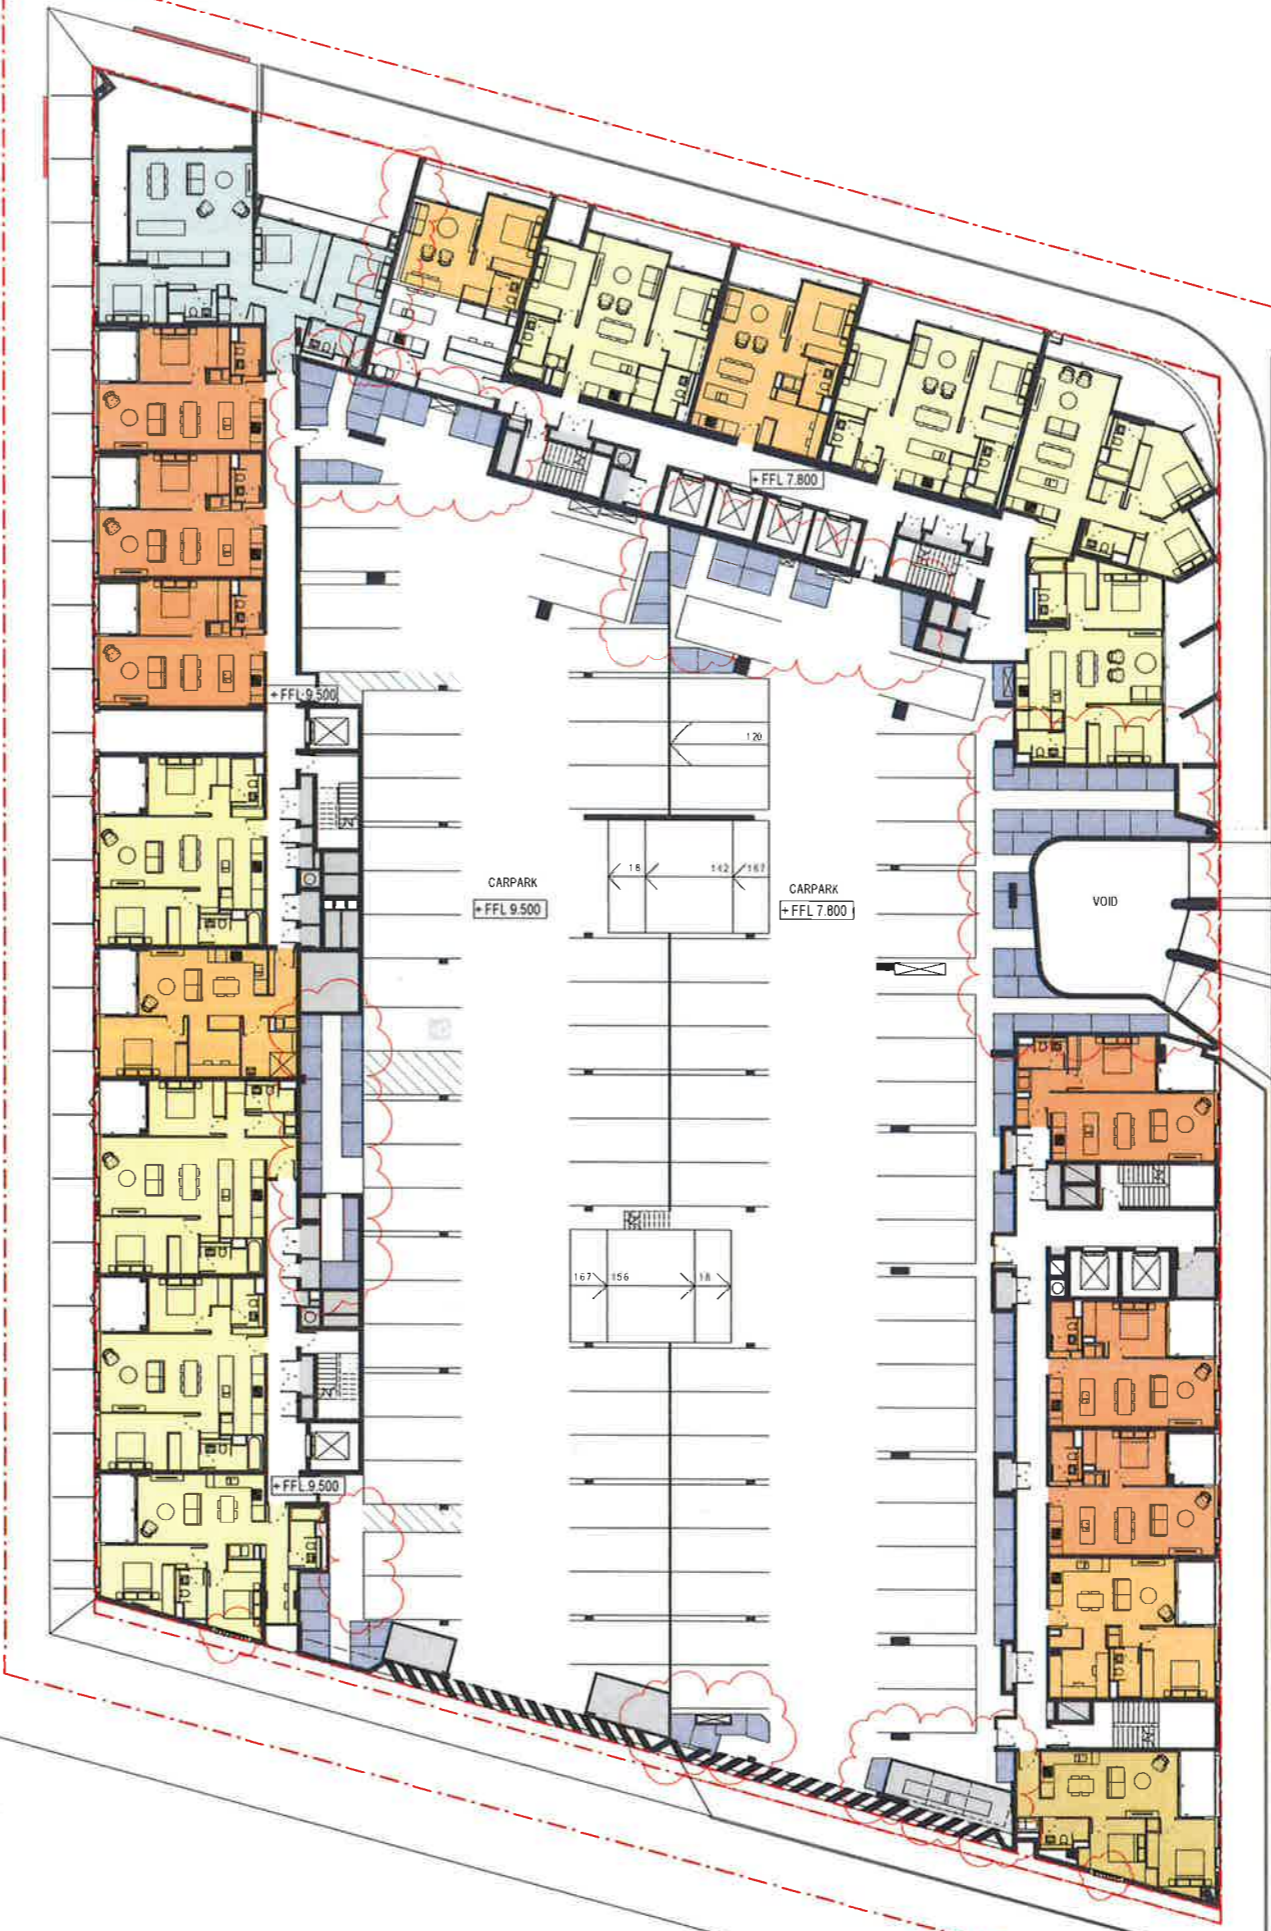 + FFL 7.800
+ FFL 9.500
120
18
142
167
CARPARK
+ FFL 9.500
CARPARK
+ FFL 7.800
VOID
167
156
18
+ FFL 9.500